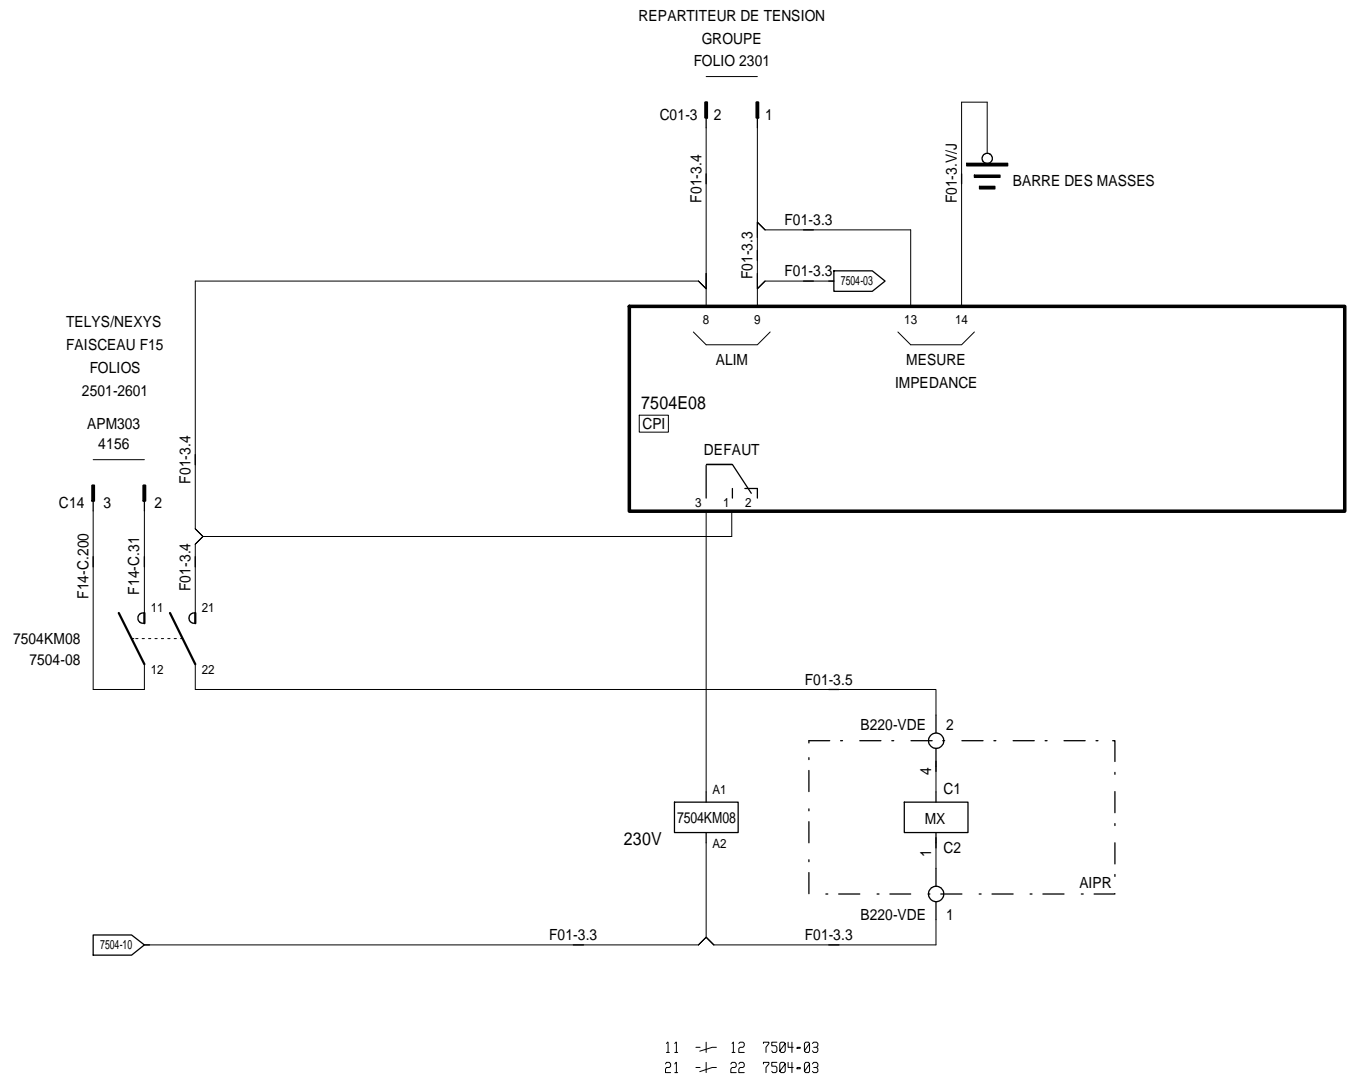 REPARTITEUR DE TENSION
GROUPE
FOLIO 2301
C01-3 2 1
F01-3.4
F01-3.3
F01-3.V/J
BARRE DES MASSES
F01-3.3
F01-3.3
7504-03
8 9 13 14
ALIM
MESURE
IMPEDANCE
7504E08
CPI
DEFAUT
3 1 2
TELYS/NEXYS
FAISCEAU F15
FOLIOS
2501-2601
APM303
4156
C14 3 2
F01-3.4
F14-C.200
F14-C.31
F01-3.4
11 21
7504KM08
7504-08
12 22
F01-3.5
B220-VDE 2
4
C1
MX
C2
1
AIPR
B220-VDE 1
A1
7504KM08
A2
230V
7504-10
F01-3.3
F01-3.3
11 12 7504-03
21 22 7504-03